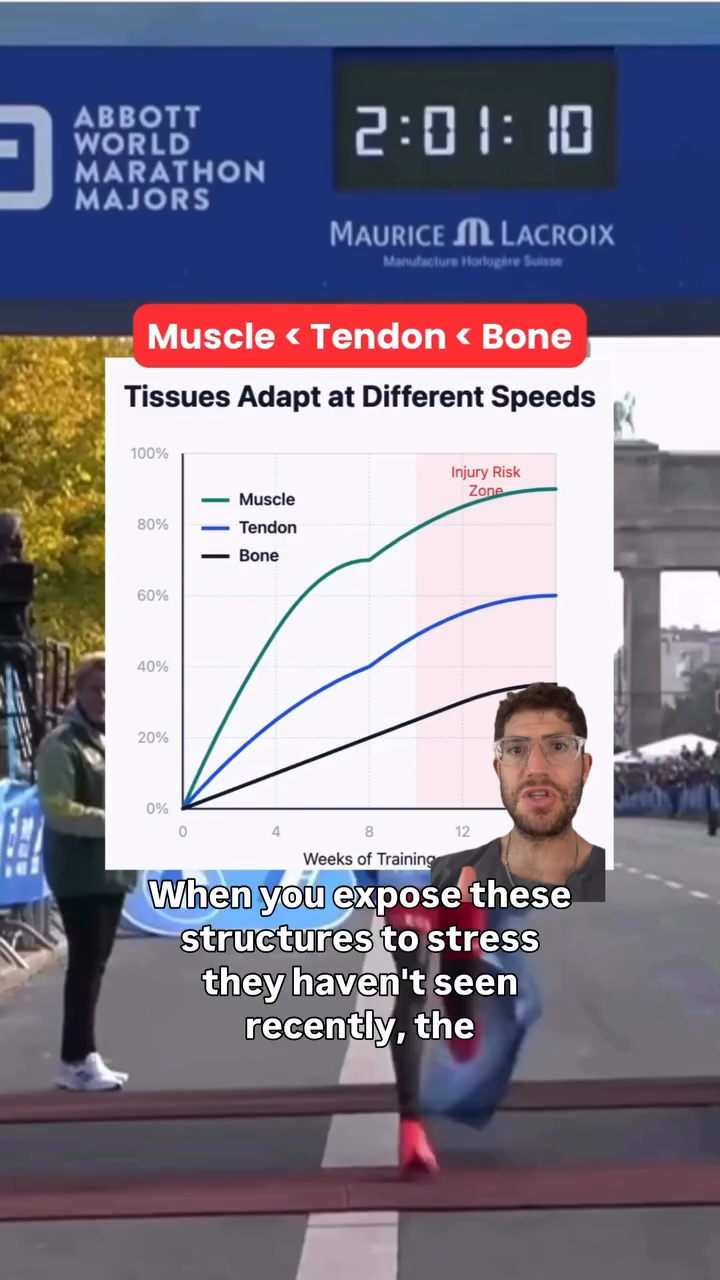 ABBOTT
WORLD
MARATHON
MAJORS
2:01:10
MAURICE LACROIX
Manufacture Horlogère Suisse
Muscle < Tendon < Bone
Tissues Adapt at Different Speeds
100%
80%
60%
40%
20%
0%
Muscle
Tendon
Bone
Injury Risk
Zone
0 4 8 12
Weeks of Training
When you expose these
structures to stress
they haven't seen
recently, the